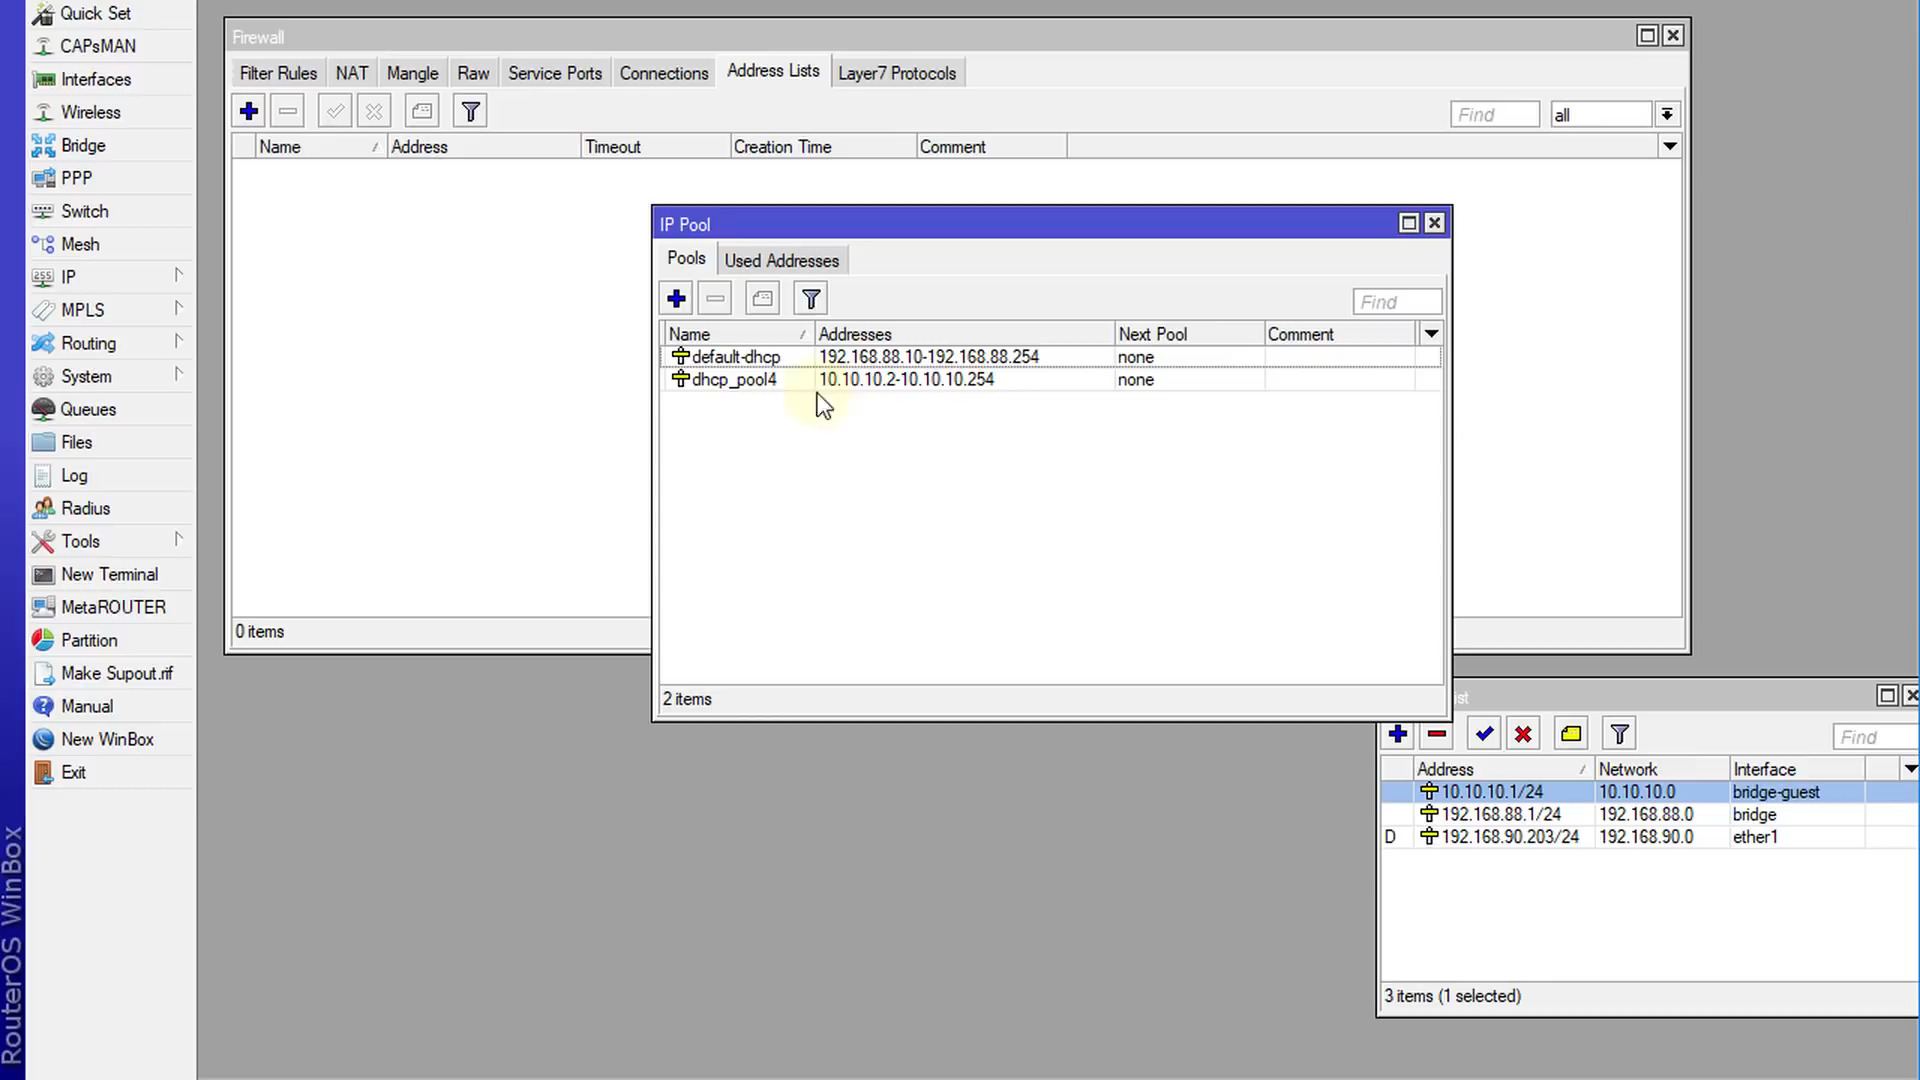 Quick Set
CAPsMAN
Interfaces
Wireless
Bridge
PPP
Switch
Mesh
IP
MPLS
Routing
System
Queues
Files
Log
Radius
Tools
New Terminal
MetaROUTER
Partition
Make Supout.rif
Manual
New WinBox
Exit
RouterOS WinBox
Firewall
Filter Rules NAT Mangle Raw Service Ports Connections Address Lists Layer7 Protocols
Find all
Name Address Timeout Creation Time Comment
0 items
IP Pool
Pools Used Addresses
Find
Name Addresses Next Pool Comment
default-dhcp 192.168.88.10-192.168.88.254 none
dhcp_pool4 10.10.10.2-10.10.10.254 none
2 items
Find
Address Network Interface
10.10.10.1/24 10.10.10.0 bridge-guest
192.168.88.1/24 192.168.88.0 bridge
D 192.168.90.203/24 192.168.90.0 ether1
3 items (1 selected)